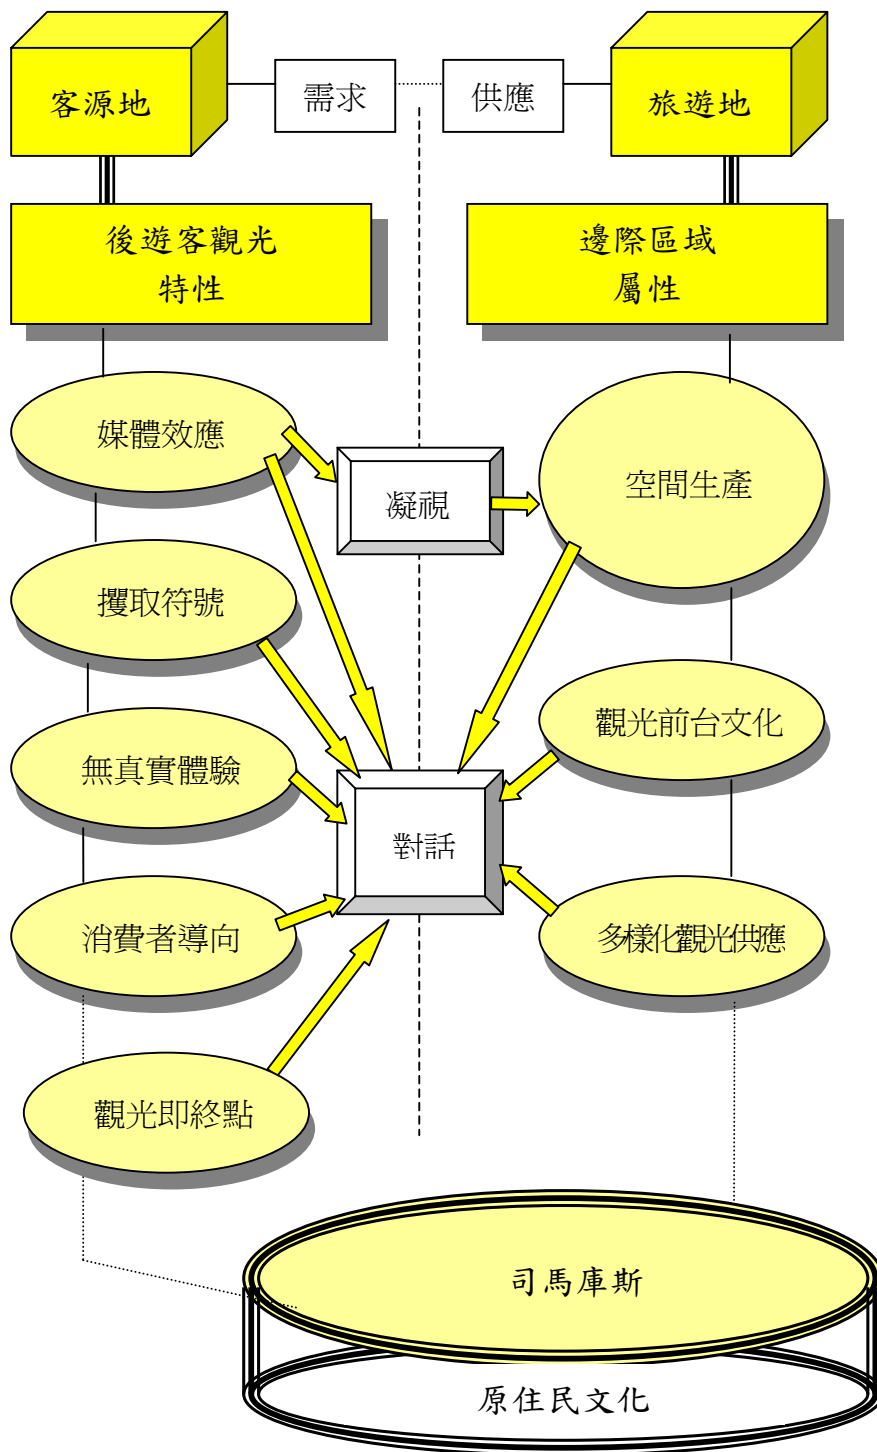 客源地
需求
供應
旅遊地
後遊客觀光
特性
邊際區域
屬性
媒體效應
凝視
空間生產
攫取符號
觀光前台文化
無真實體驗
對話
消費者導向
多樣化觀光供應
觀光即終點
司馬庫斯
原住民文化